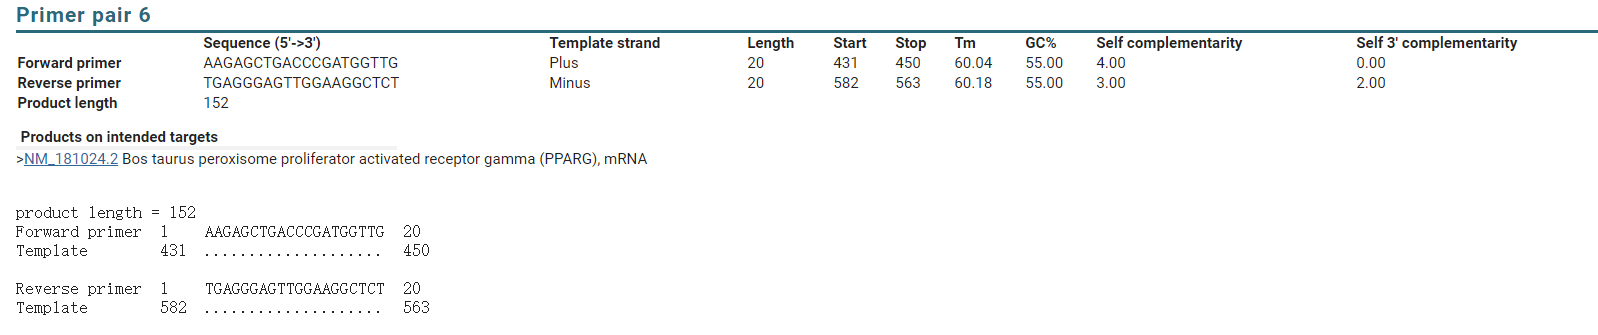 Primer pair 6
Sequence (5'->3') Template strand Length Start Stop Tm GC% Self complementarity Self 3' complementarity
Forward primer AAGAGCTGACCCGATGGTTG Plus 20 431 450 60.04 55.00 4.00 0.00
Reverse primer TGAGGGAGTTGGAAGGCTCT Minus 20 582 563 60.18 55.00 3.00 2.00
Product length 152
Products on intended targets
>NM_181024.2 Bos taurus peroxisome proliferator activated receptor gamma (PPARG), mRNA
product length = 152
Forward primer 1 AAGAGCTGACCCGATGGTTG 20
Template 431 .................... 450
Reverse primer 1 TGAGGGAGTTGGAAGGCTCT 20
Template 582 .................... 563